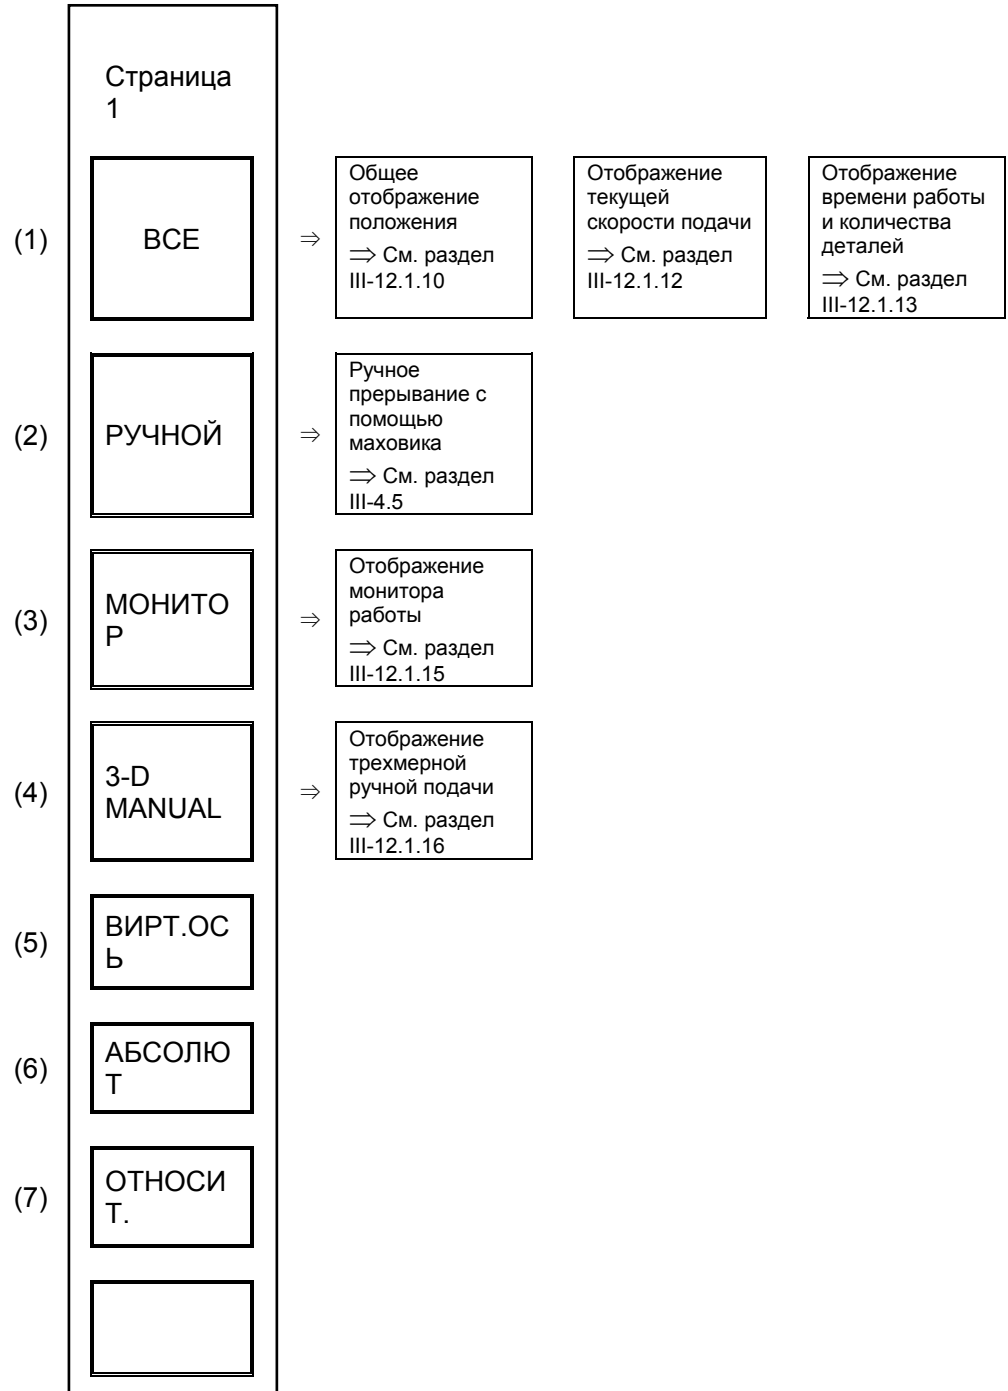 Страница
1
(1)
ВСЕ
⇒
Общее
отображение
положения
⇒ См. раздел
III-12.1.10
Отображение
текущей
скорости подачи
⇒ См. раздел
III-12.1.12
Отображение
времени работы
и количества
деталей
⇒ См. раздел
III-12.1.13
(2)
РУЧНОЙ
⇒
Ручное
прерывание с
помощью
маховика
⇒ См. раздел
III-4.5
(3)
МОНИТО
Р
⇒
Отображение
монитора
работы
⇒ См. раздел
III-12.1.15
(4)
3-D
MANUAL
⇒
Отображение
трехмерной
ручной подачи
⇒ См. раздел
III-12.1.16
(5)
ВИРТ.ОС
Ь
(6)
АБСОЛЮ
Т
(7)
ОТНОСИ
Т.